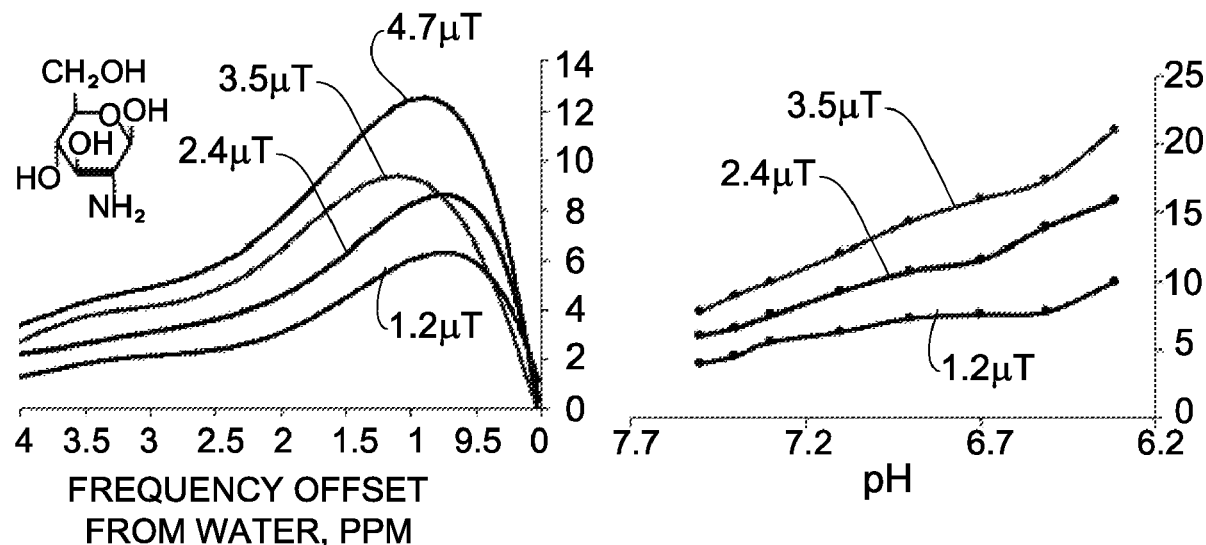 4.7μT
3.5μT
2.4μT
1.2μT
CH₂OH
O OH
OH
HO
NH₂
14
12
10
8
6
4
2
0
4 3.5 3 2.5 2 1.5 1 9.5 0
FREQUENCY OFFSET
FROM WATER, PPM
3.5μT
2.4μT
1.2μT
25
20
15
10
5
0
7.7 7.2 6.7 6.2
pH